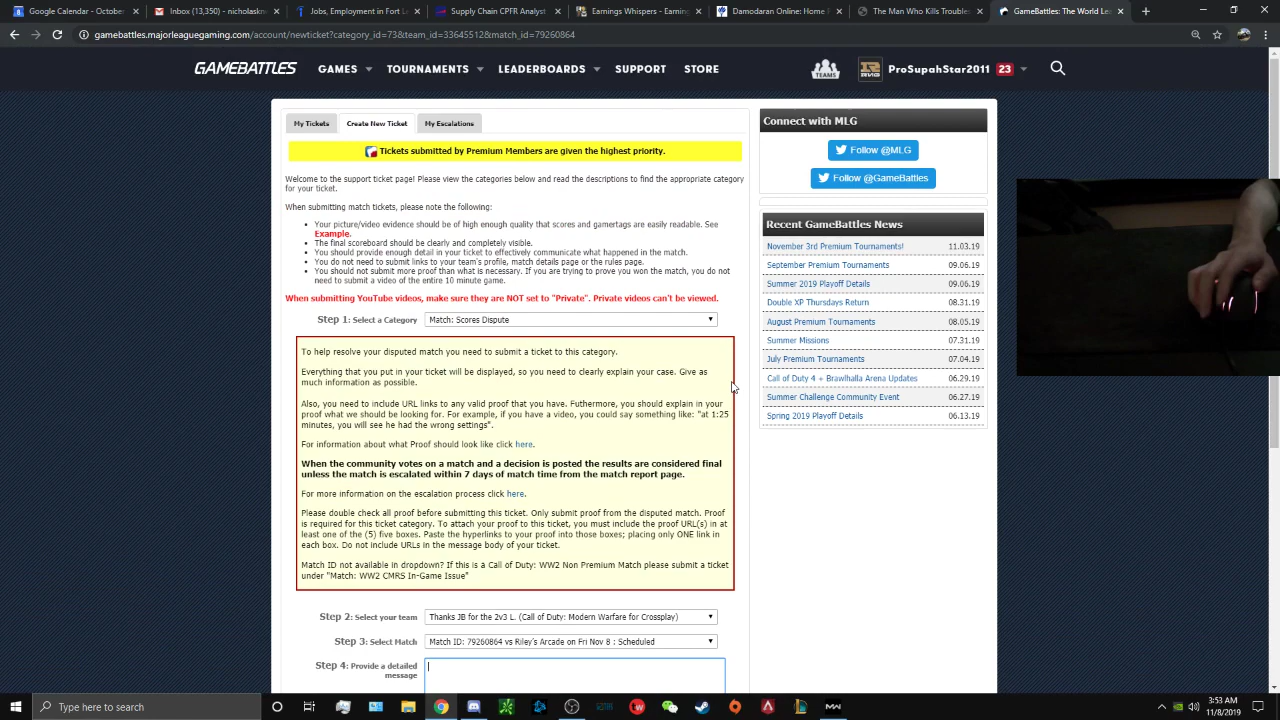 Google Calendar - Octobe
Inbox (13,350) - nicholaskn
Jobs, Employment in Fort L
Supply Chain CPFR Analyst
Earnings Whispers - Earnin
Damodaran Online: Home
The Man Who Kills Trouble
GameBattles: The World Le
gamebattles.majorleaguegaming.com/account/newticket?category_id=73&team_id=33645512&match_id=79260864
GAMEBATTLES
GAMES
TOURNAMENTS
LEADERBOARDS
SUPPORT
STORE
TEAMS
ProSupahStar2011 23
My Tickets
Create New Ticket
My Escalations
Tickets submitted by Premium Members are given the highest priority.
Welcome to the support ticket page! Please view the categories below and read the descriptions to find the appropriate category
for your ticket.
When submitting match tickets, please note the following:
Your picture/video evidence should be of high enough quality that scores and gamertags are easily readable. See
Example.
The final scoreboard should be clearly and completely visible.
You should provide enough detail in your ticket to effectively communicate what happened in the match.
You do not need to submit links to your team's profile, match details page or the rules page.
You should not submit more proof than what is necessary. If you are trying to prove you won the match, you do not
need to submit a video of the entire 10 minute game.
When submitting YouTube videos, make sure they are NOT set to "Private". Private videos can't be viewed.
Step 1: Select a Category
Match: Scores Dispute
To help resolve your disputed match you need to submit a ticket to this category.
Everything that you put in your ticket will be displayed, so you need to clearly explain your case. Give as
much information as possible.
Also, you need to include URL links to any valid proof that you have. Futhermore, you should explain in your
proof what we should be looking for. For example, if you have a video, you could say something like: "at 1:25
minutes, you will see he had the wrong settings".
For information about what Proof should look like click here.
When the community votes on a match and a decision is posted the results are considered final
unless the match is escalated within 7 days of match time from the match report page.
For more information on the escalation process click here.
Please double check all proof before submitting this ticket. Only submit proof from the disputed match. Proof
is required for this ticket category. To attach your proof to this ticket, you must include the proof URL(s) in at
least one of the (5) five boxes. Paste the hyperlinks to your proof into those boxes; placing only ONE link in
each box. Do not include URLs in the message body of your ticket.
Match ID not available in dropdown? If this is a Call of Duty: WW2 Non Premium Match please submit a ticket
under "Match: WW2 CMRS In-Game Issue"
Step 2: Select your team
Thanks JB for the 2v3 L. (Call of Duty: Modern Warfare for Crossplay)
Step 3: Select Match
Match ID: 79260864 vs Riley's Arcade on Fri Nov 8 : Scheduled
Step 4: Provide a detailed
message
Connect with MLG
Follow @MLG
Follow @GameBattles
Recent GameBattles News
November 3rd Premium Tournaments! 11.03.19
September Premium Tournaments 09.06.19
Summer 2019 Playoff Details 09.06.19
Double XP Thursdays Return 08.31.19
August Premium Tournaments 08.05.19
Summer Missions 07.31.19
July Premium Tournaments 07.04.19
Call of Duty 4 + Brawlhalla Arena Updates 06.29.19
Summer Challenge Community Event 06.27.19
Spring 2019 Playoff Details 06.13.19
Type here to search
3:53 AM
11/8/2019